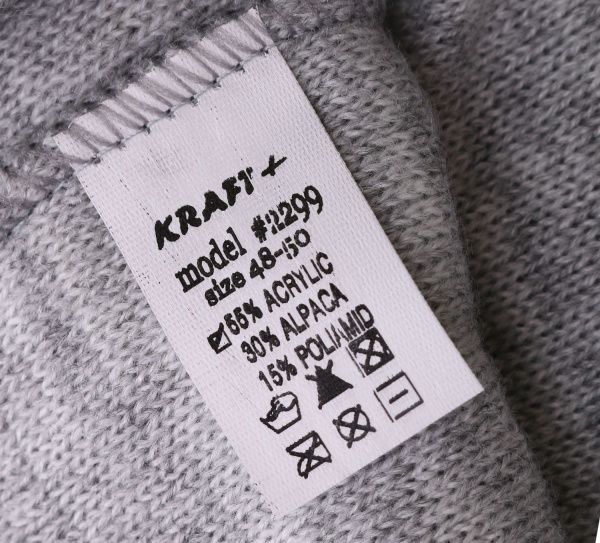 KRAFT +
model #2299
size 48-50
55% ACRYLIC
30% ALPACA
15% POLIAMID